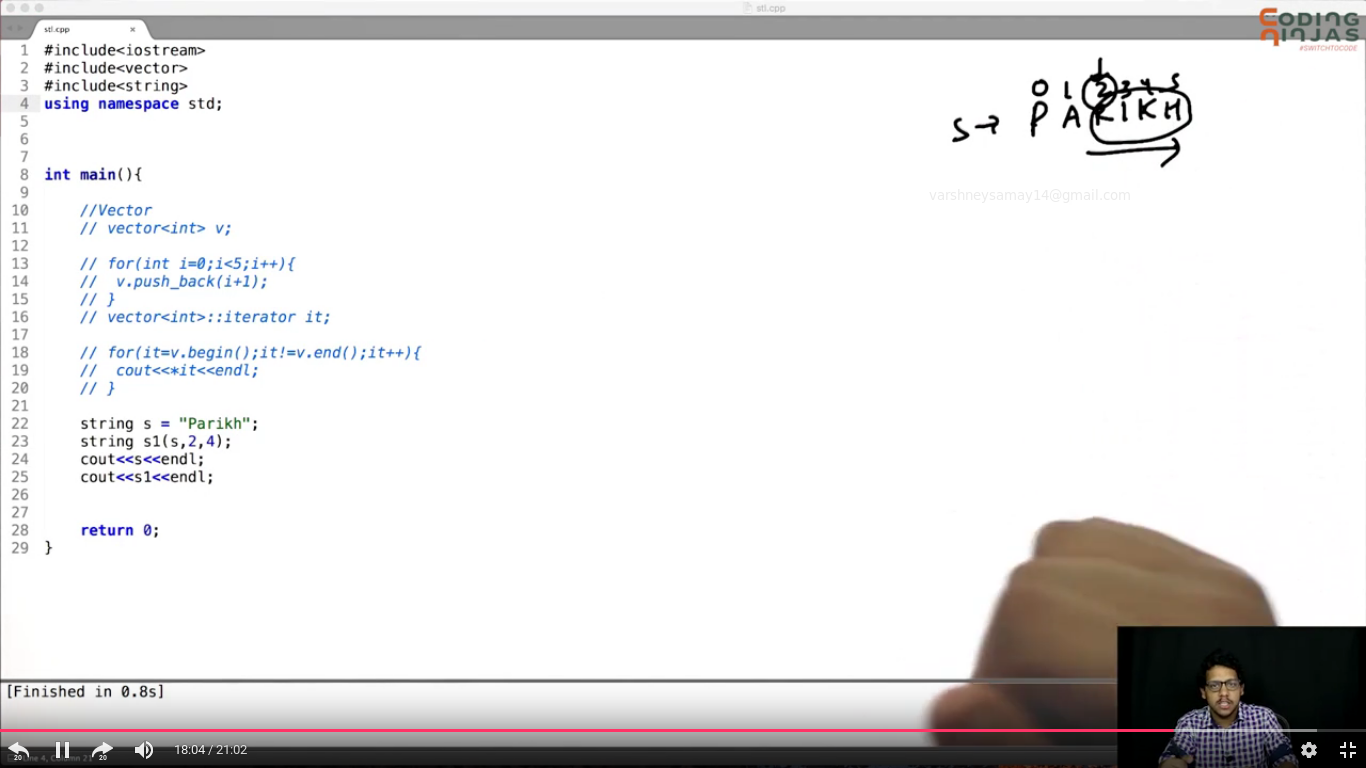 stl.cpp
CODING
NINJAS
#SWITCHTOCODE
stl.cpp ×
1 #include<iostream>
2 #include<vector>
3 #include<string>
4 using namespace std;
5
6
7
8 int main(){
9
10 //Vector
11 // vector<int> v;
12
13 // for(int i=0;i<5;i++){
14 // v.push_back(i+1);
15 // }
16 // vector<int>::iterator it;
17
18 // for(it=v.begin();it!=v.end();it++){
19 // cout<<*it<<endl;
20 // }
21
22 string s = "Parikh";
23 string s1(s,2,4);
24 cout<<s<<endl;
25 cout<<s1<<endl;
26
27
28 return 0;
29 }
0 1 2 3 4 5
S → P A R I K H
varshneysamay14@gmail.com
[Finished in 0.8s]
20 20 18:04 / 21:02
Line 4, Column 21